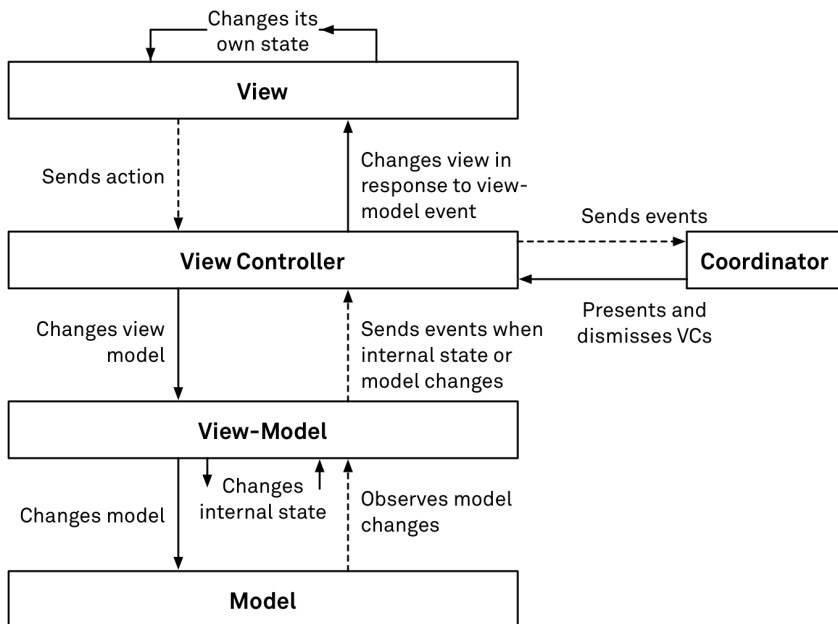 Changes its
own state
View
Sends action
Changes view in
response to view-
model event
Sends events
View Controller
Coordinator
Presents and
dismisses VCs
Changes view
model
Sends events when
internal state or
model changes
View-Model
Changes model
Changes
internal state
Observes model
changes
Model